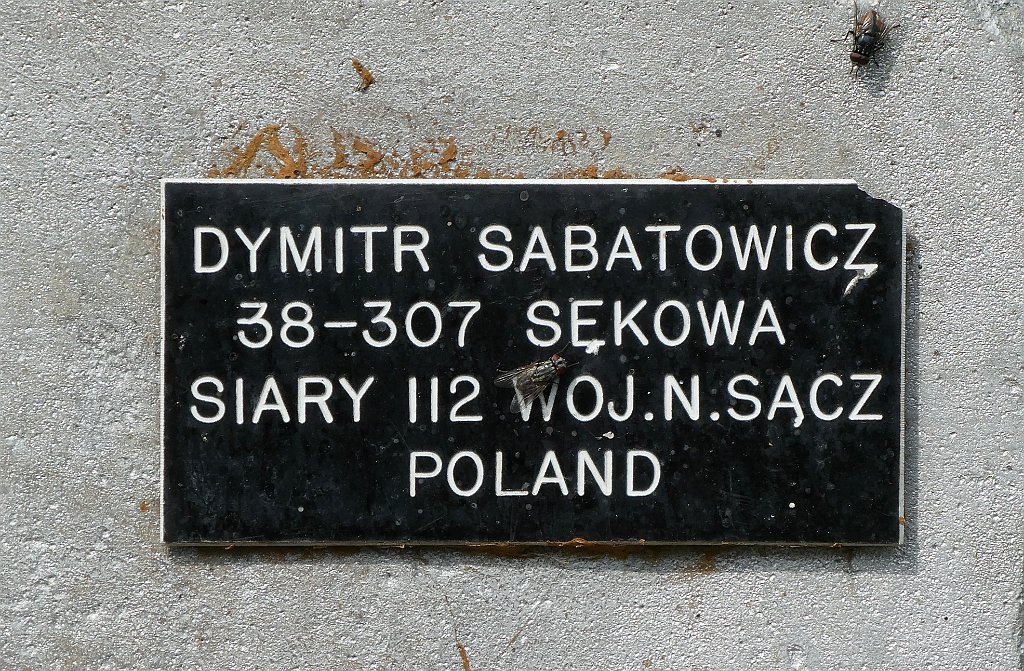 DYMITR SABATOWICZ
38-307 SĘKOWA
SIARY 112 WOJ.N.SĄCZ
POLAND